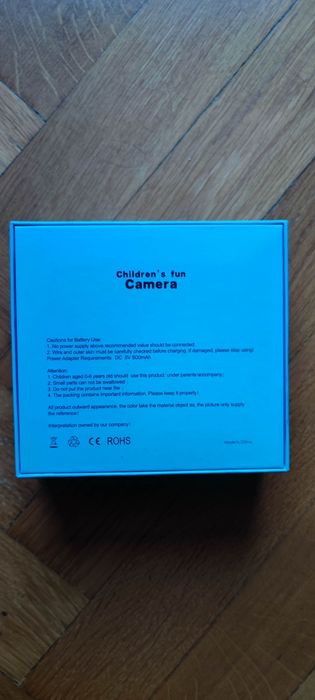 Children's fun
Camera
Cautions for Battery Use:
1. No power supply above recommended value should be connected.
2. Wire and outer skin must be carefully checked before charging. If damaged, please stop using!
Power Adapter Requirements: DC 5V 500mAh
Attention:
1. Children aged 0-6 years old should use this product under parents'accompany;
2. Small parts can not be swallowed
3. Do not put the product near fire
4. The packing contains important information. Please keep it properly!
All product outward appearance, the color take the material object as, the picture only supply
the reference!
Interpretation owned by our company!
CE ROHS
Made in China